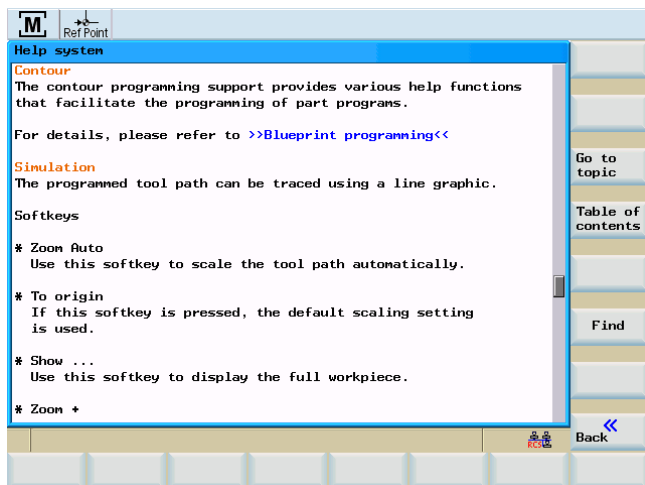 M
Ref Point
Help system
Contour
The contour programming support provides various help functions
that facilitate the programming of part programs.
For details, please refer to >>Blueprint programming<<
Simulation
The programmed tool path can be traced using a line graphic.
Softkeys
* Zoom Auto
Use this softkey to scale the tool path automatically.
* To origin
If this softkey is pressed, the default scaling setting
is used.
* Show ...
Use this softkey to display the full workpiece.
* Zoom +
Go to
topic
Table of
contents
Find
Back
RCS